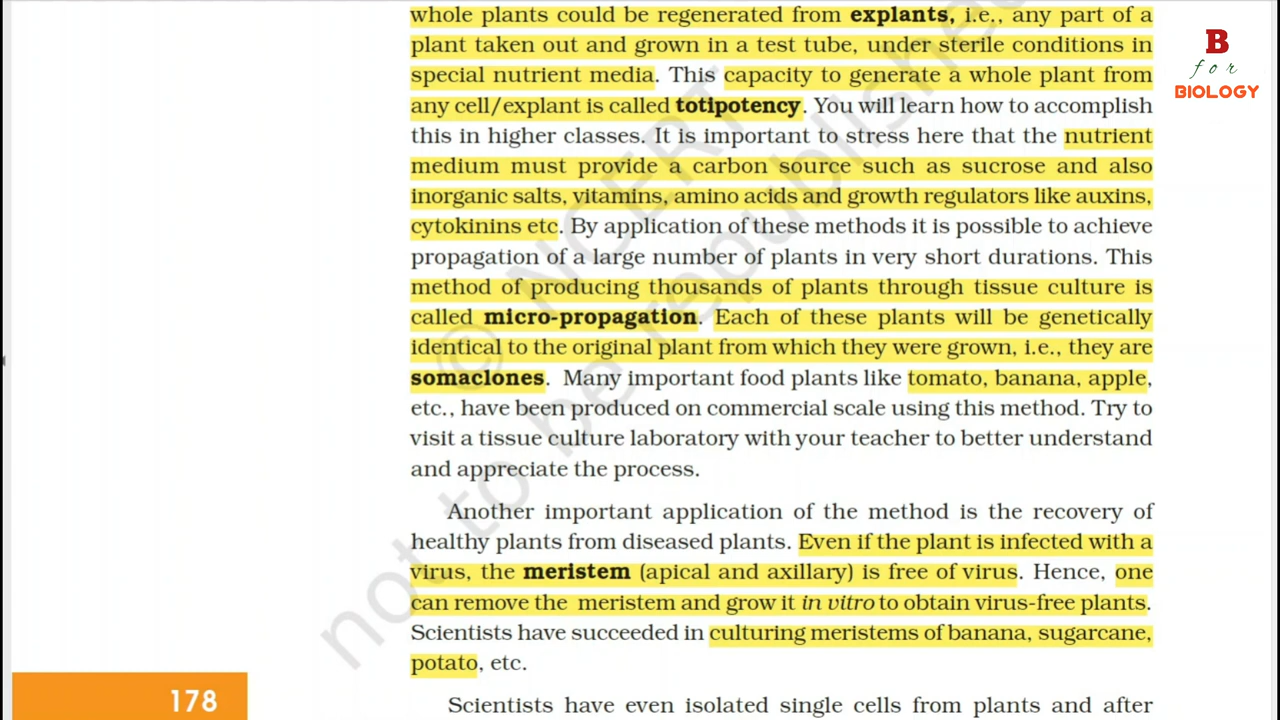 whole plants could be regenerated from explants, i.e., any part of a
plant taken out and grown in a test tube, under sterile conditions in
special nutrient media. This capacity to generate a whole plant from
any cell/explant is called totipotency. You will learn how to accomplish
this in higher classes. It is important to stress here that the nutrient
medium must provide a carbon source such as sucrose and also
inorganic salts, vitamins, amino acids and growth regulators like auxins,
cytokinins etc. By application of these methods it is possible to achieve
propagation of a large number of plants in very short durations. This
method of producing thousands of plants through tissue culture is
called micro-propagation. Each of these plants will be genetically
identical to the original plant from which they were grown, i.e., they are
somaclones. Many important food plants like tomato, banana, apple,
etc., have been produced on commercial scale using this method. Try to
visit a tissue culture laboratory with your teacher to better understand
and appreciate the process.
Another important application of the method is the recovery of
healthy plants from diseased plants. Even if the plant is infected with a
virus, the meristem (apical and axillary) is free of virus. Hence, one
can remove the meristem and grow it in vitro to obtain virus-free plants.
Scientists have succeeded in culturing meristems of banana, sugarcane,
potato, etc.
Scientists have even isolated single cells from plants and after
178
B
for
BIOLOGY
© NCERT
not to be republished